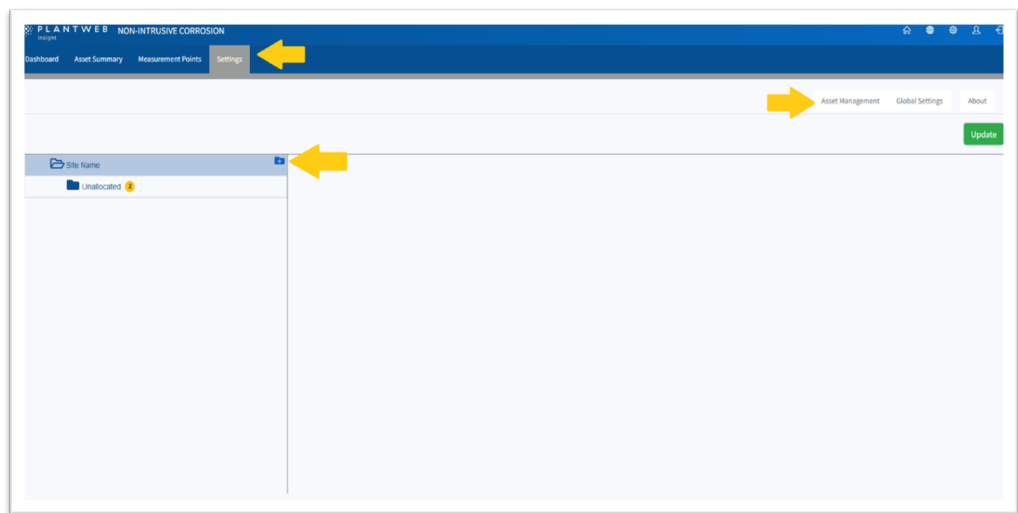 PLANTWEB NON-INTRUSIVE CORROSION
Insight
Dashboard Asset Summary Measurement Points Settings
Asset Management Global Settings About
Update
Site Name
Unallocated 2